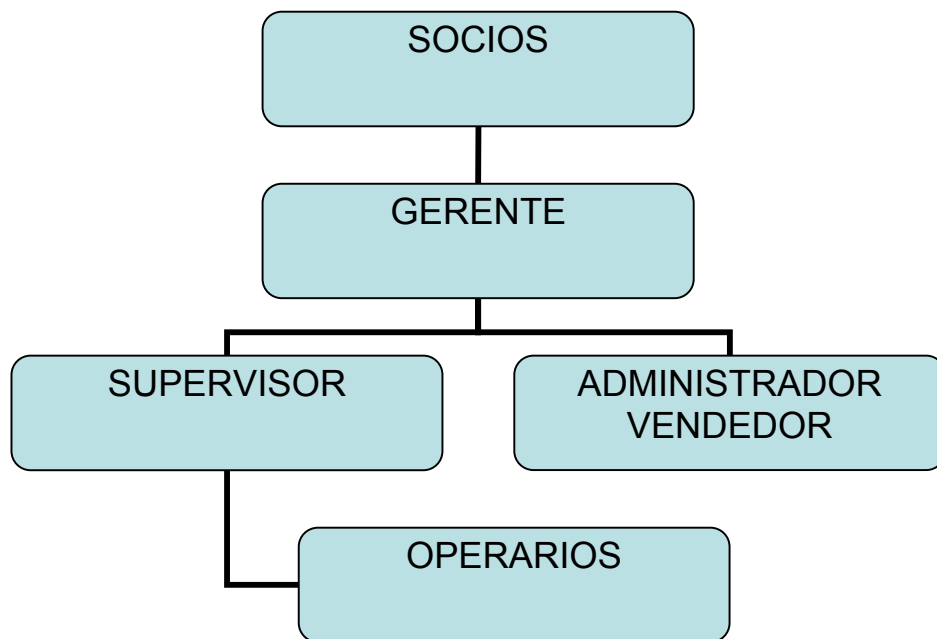 SOCIOS
GERENTE
SUPERVISOR
ADMINISTRADOR
VENDEDOR
OPERARIOS